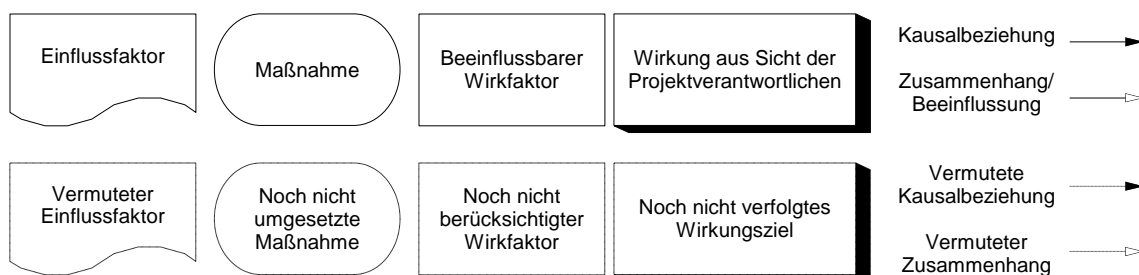 Einflussfaktor
Maßnahme
Beeinflussbarer
Wirkfaktor
Wirkung aus Sicht der
Projektverantwortlichen
Kausalbeziehung
Zusammenhang/
Beeinflussung
Vermuteter
Einflussfaktor
Noch nicht
umgesetzte
Maßnahme
Noch nicht
berücksichtigter
Wirkfaktor
Noch nicht verfolgtes
Wirkungsziel
Vermutete
Kausalbeziehung
Vermuteter
Zusammenhang